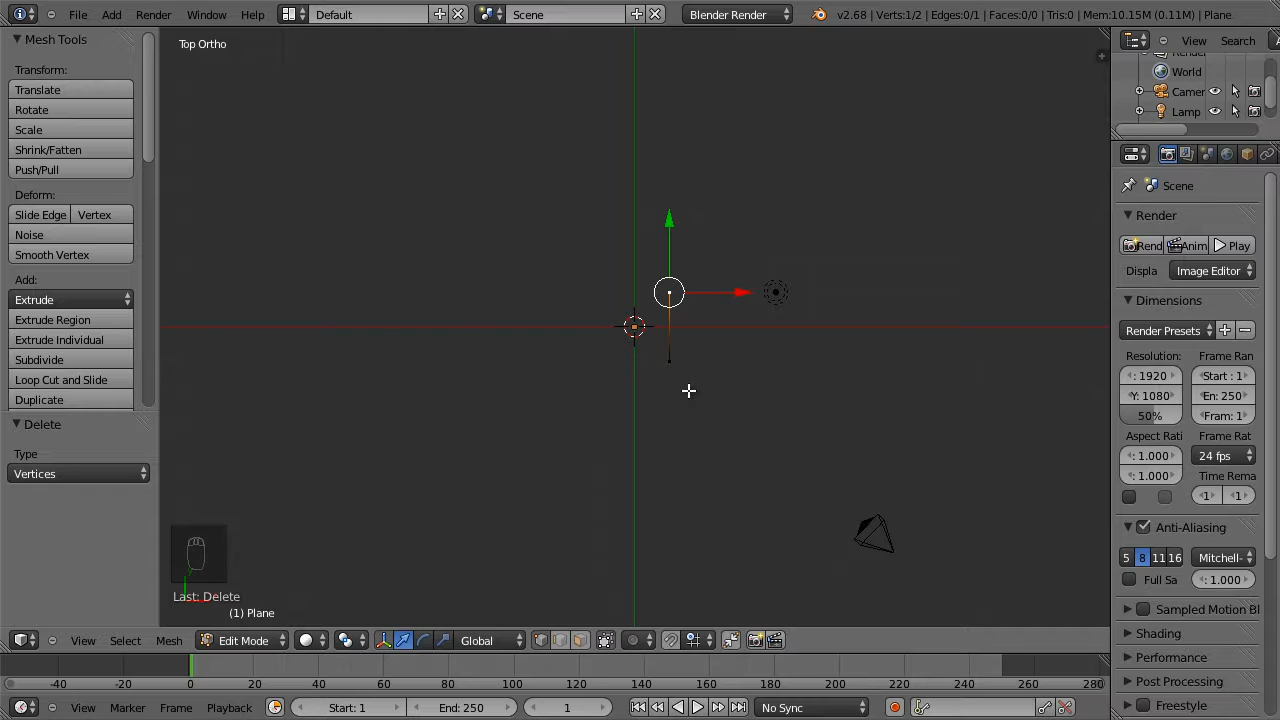 File Add Render Window Help Default Scene Blender Render v2.68 | Verts:1/2 | Edges:0/1 | Faces:0/0 | Tris:0 | Mem:10.15M (0.11M) | Plane
Mesh Tools
Top Ortho
View Search
World
Camer
Lamp
Transform:
Translate
Rotate
Scale
Shrink/Fatten
Push/Pull
Deform:
Slide Edge Vertex
Noise
Smooth Vertex
Add:
Extrude
Extrude Region
Extrude Individual
Subdivide
Loop Cut and Slide
Duplicate
Delete
Type
Vertices
Last: Delete
(1) Plane
Scene
Render
Rend Anim Play
Displa Image Editor
Dimensions
Render Presets
Resolution: Frame Ran
: 1920 Start : 1
Y: 1080 En: 250
50% Fram: 1
Aspect Rati Frame Rat
: 1.000 24 fps
: 1.000 Time Rema
1 1
Anti-Aliasing
5 8 11 16 Mitchell-
Full Sa : 1.000
Sampled Motion Bl
Shading
Performance
Post Processing
Freestyle
View Select Mesh Edit Mode Global
-40 -20 0 20 40 60 80 100 120 140 160 180 200 220 240 260 280
View Marker Frame Playback Start: 1 End: 250 1 No Sync